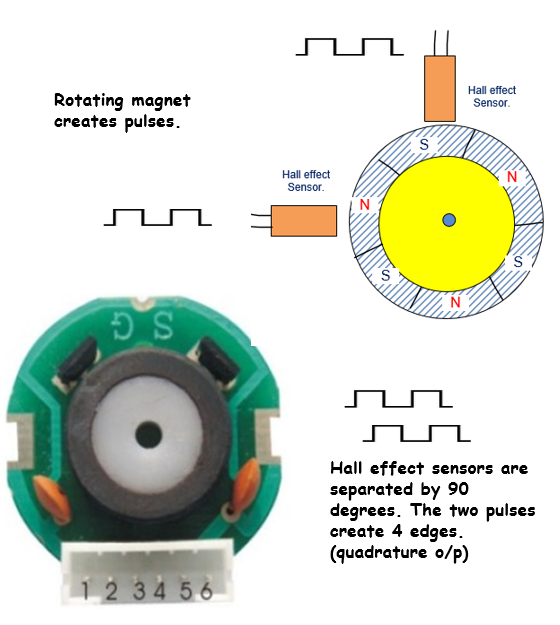 Rotating magnet
creates pulses.
Hall effect
Sensor.
Hall effect
Sensor.
S
N
N
S
S
N
S G
Hall effect sensors are
separated by 90
degrees. The two pulses
create 4 edges.
(quadrature o/p)
1 2 3 4 5 6